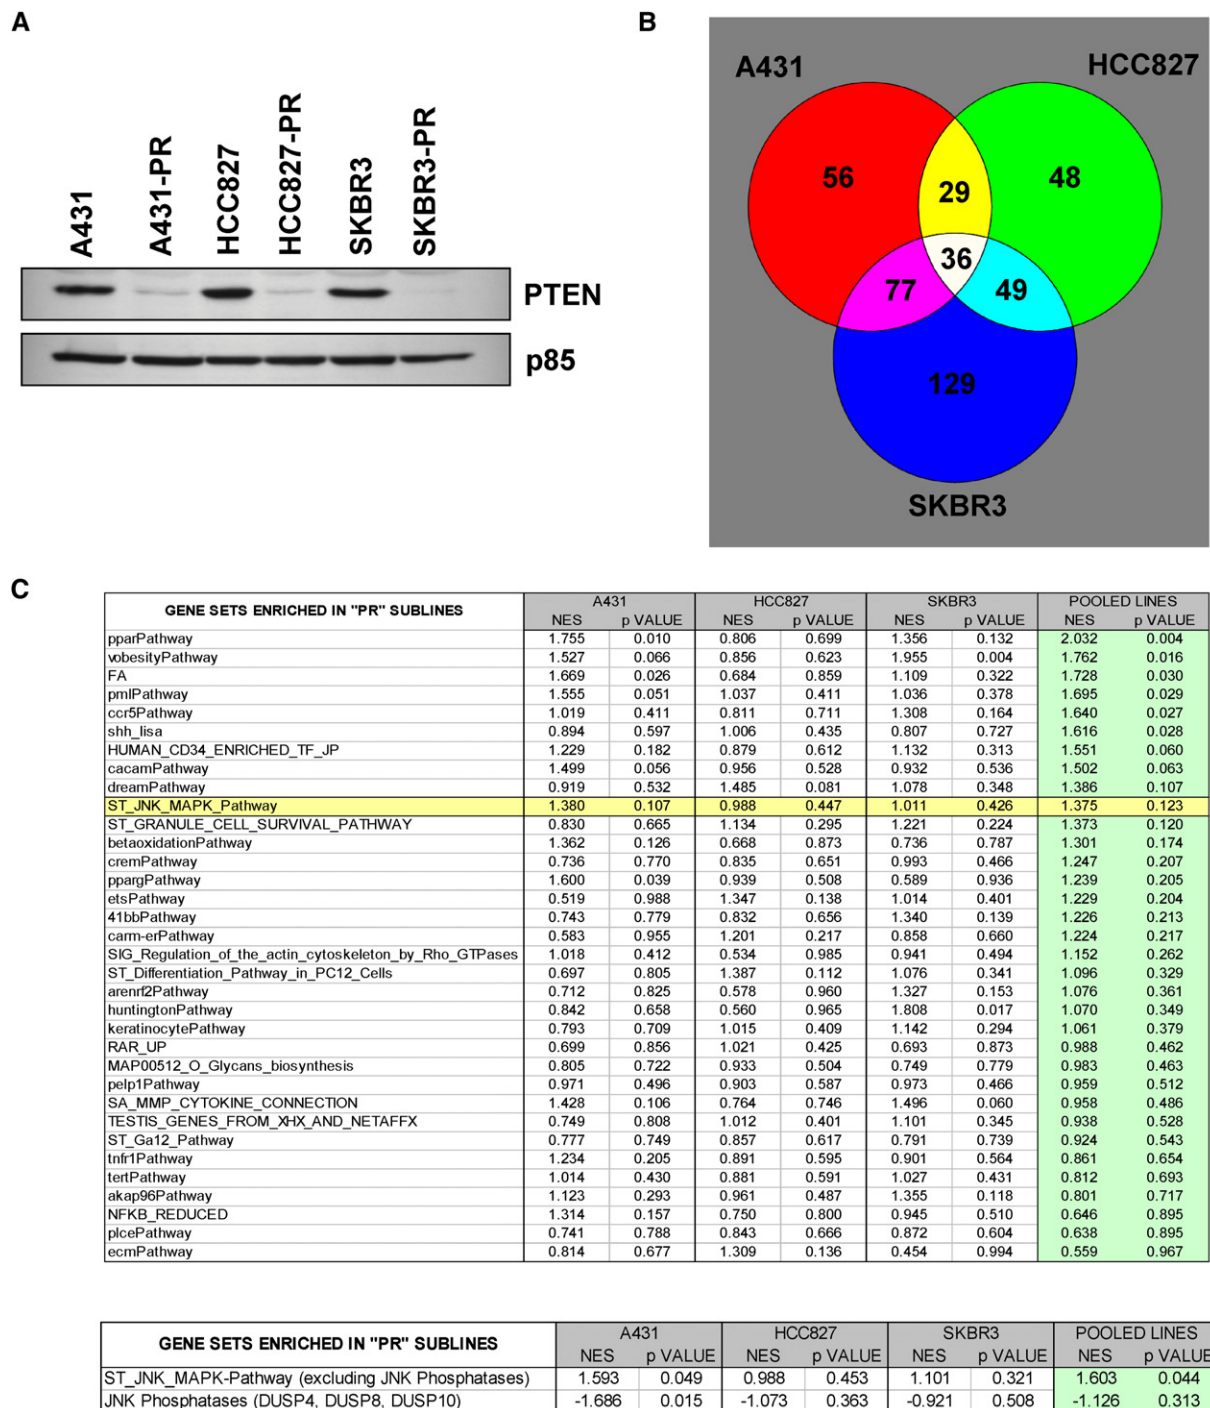 A
B
A431
A431-PR
HCC827
HCC827-PR
SKBR3
SKBR3-PR
PTEN
p85
A431
HCC827
56
29
48
36
77
49
129
SKBR3
C
GENE SETS ENRICHED IN "PR" SUBLINES A431 HCC827 SKBR3 POOLED LINES
NES p VALUE NES p VALUE NES p VALUE NES p VALUE
pparPathway 1.755 0.010 0.806 0.699 1.356 0.132 2.032 0.004
vobesityPathway 1.527 0.066 0.856 0.623 1.955 0.004 1.762 0.016
FA 1.669 0.026 0.684 0.859 1.109 0.322 1.728 0.030
pmlPathway 1.555 0.051 1.037 0.411 1.036 0.378 1.695 0.029
ccr5Pathway 1.019 0.411 0.811 0.711 1.308 0.164 1.640 0.027
shh_lisa 0.894 0.597 1.006 0.435 0.807 0.727 1.616 0.028
HUMAN_CD34_ENRICHED_TF_JP 1.229 0.182 0.879 0.612 1.132 0.313 1.551 0.060
cacamPathway 1.499 0.056 0.956 0.528 0.932 0.536 1.502 0.063
dreamPathway 0.919 0.532 1.485 0.081 1.078 0.348 1.386 0.107
ST_JNK_MAPK_Pathway 1.380 0.107 0.988 0.447 1.011 0.426 1.375 0.123
ST_GRANULE_CELL_SURVIVAL_PATHWAY 0.830 0.665 1.134 0.295 1.221 0.224 1.373 0.120
betaoxidationPathway 1.362 0.126 0.668 0.873 0.736 0.787 1.301 0.174
cremPathway 0.736 0.770 0.835 0.651 0.993 0.466 1.247 0.207
ppargPathway 1.600 0.039 0.939 0.508 0.589 0.936 1.239 0.205
etsPathway 0.519 0.988 1.347 0.138 1.014 0.401 1.229 0.204
41bbPathway 0.743 0.779 0.832 0.656 1.340 0.139 1.226 0.213
carm-erPathway 0.583 0.955 1.201 0.217 0.858 0.660 1.224 0.217
SIG_Regulation_of_the_actin_cytoskeleton_by_Rho_GTPases 1.018 0.412 0.534 0.985 0.941 0.494 1.152 0.262
ST_Differentiation_Pathway_in_PC12_Cells 0.697 0.805 1.387 0.112 1.076 0.341 1.096 0.329
arenrf2Pathway 0.712 0.825 0.578 0.960 1.327 0.153 1.076 0.361
huntingtonPathway 0.842 0.658 0.560 0.965 1.808 0.017 1.070 0.349
keratinocytePathway 0.793 0.709 1.015 0.409 1.142 0.294 1.061 0.379
RAR_UP 0.699 0.856 1.021 0.425 0.693 0.873 0.988 0.462
MAP00512_O_Glycans_biosynthesis 0.805 0.722 0.933 0.504 0.749 0.779 0.983 0.463
pelp1Pathway 0.971 0.496 0.903 0.587 0.973 0.466 0.959 0.512
SA_MMP_CYTOKINE_CONNECTION 1.428 0.106 0.764 0.746 1.496 0.060 0.958 0.486
TESTIS_GENES_FROM_XHX_AND_NETAFFX 0.749 0.808 1.012 0.401 1.101 0.345 0.938 0.528
ST_Ga12_Pathway 0.777 0.749 0.857 0.617 0.791 0.739 0.924 0.543
tnfr1Pathway 1.234 0.205 0.891 0.595 0.901 0.564 0.861 0.654
tertPathway 1.014 0.430 0.881 0.591 1.027 0.431 0.812 0.693
akap96Pathway 1.123 0.293 0.961 0.487 1.355 0.118 0.801 0.717
NFKB_REDUCED 1.314 0.157 0.750 0.800 0.945 0.510 0.646 0.895
plcePathway 0.741 0.788 0.843 0.666 0.872 0.604 0.638 0.895
ecmPathway 0.814 0.677 1.309 0.136 0.454 0.994 0.559 0.967
GENE SETS ENRICHED IN "PR" SUBLINES A431 HCC827 SKBR3 POOLED LINES
NES p VALUE NES p VALUE NES p VALUE NES p VALUE
ST_JNK_MAPK-Pathway (excluding JNK Phosphatases) 1.593 0.049 0.988 0.453 1.101 0.321 1.603 0.044
JNK Phosphatases (DUSP4, DUSP8, DUSP10) -1.686 0.015 -1.073 0.363 -0.921 0.508 -1.126 0.313